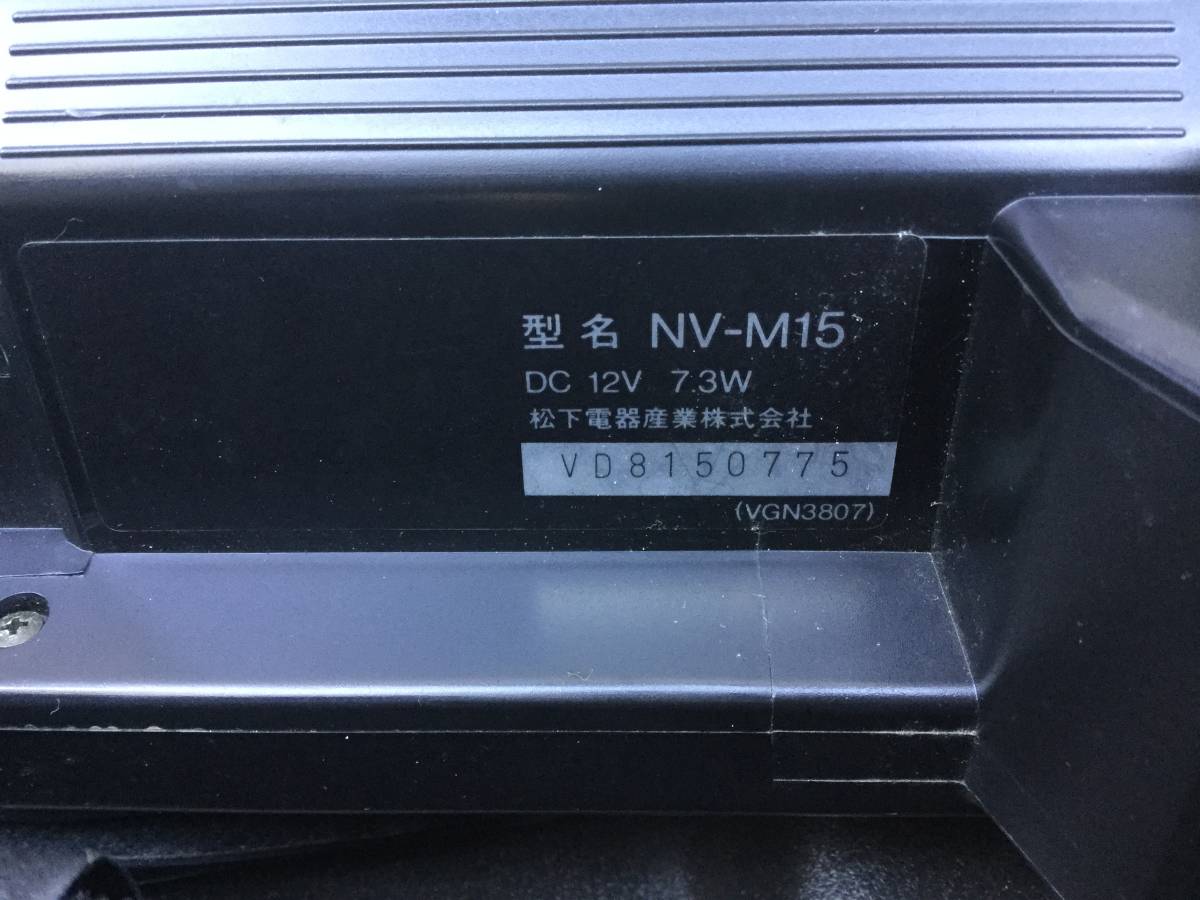 型名 NV-M15
DC 12V 7.3W
松下電器産業株式会社
VD8150775
(VGN3807)